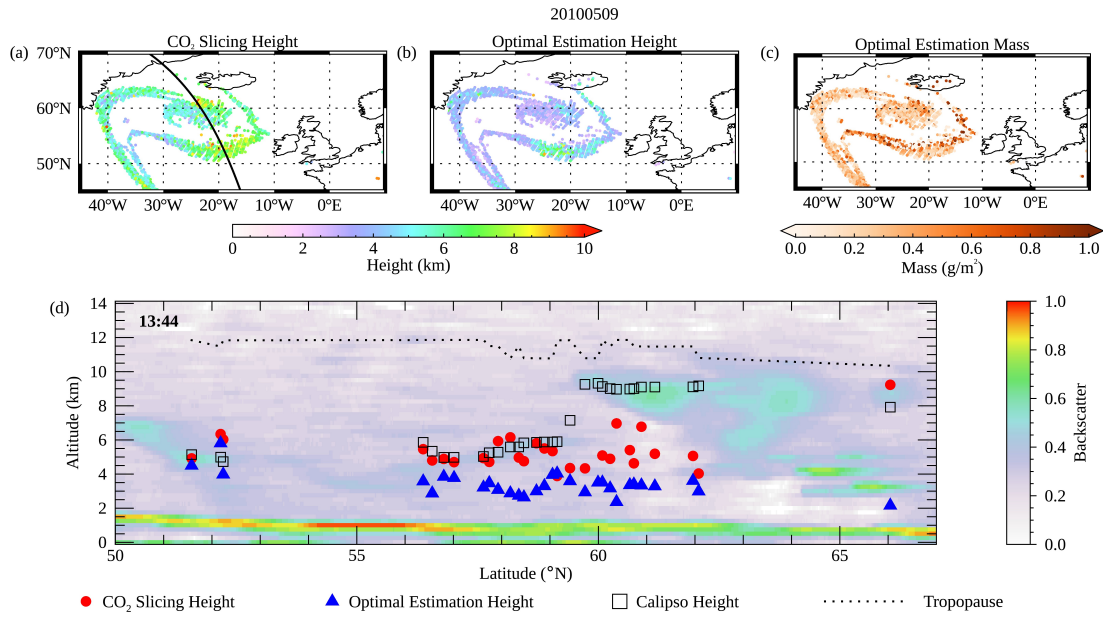 20100509
(a) CO₂ Slicing Height
(b) Optimal Estimation Height
(c) Optimal Estimation Mass
70°N
60°N
50°N
40°W 30°W 20°W 10°W 0°E
40°W 30°W 20°W 10°W 0°E
40°W 30°W 20°W 10°W 0°E
0 2 4 6 8 10
Height (km)
0.0 0.2 0.4 0.6 0.8 1.0
Mass (g/m²)
(d)
13:44
14
12
10
8
6
4
2
0
Altitude (km)
50 55 60 65
Latitude (°N)
1.0
0.8
0.6
0.4
0.2
0.0
Backscatter
CO₂ Slicing Height
Optimal Estimation Height
Calipso Height
Tropopause